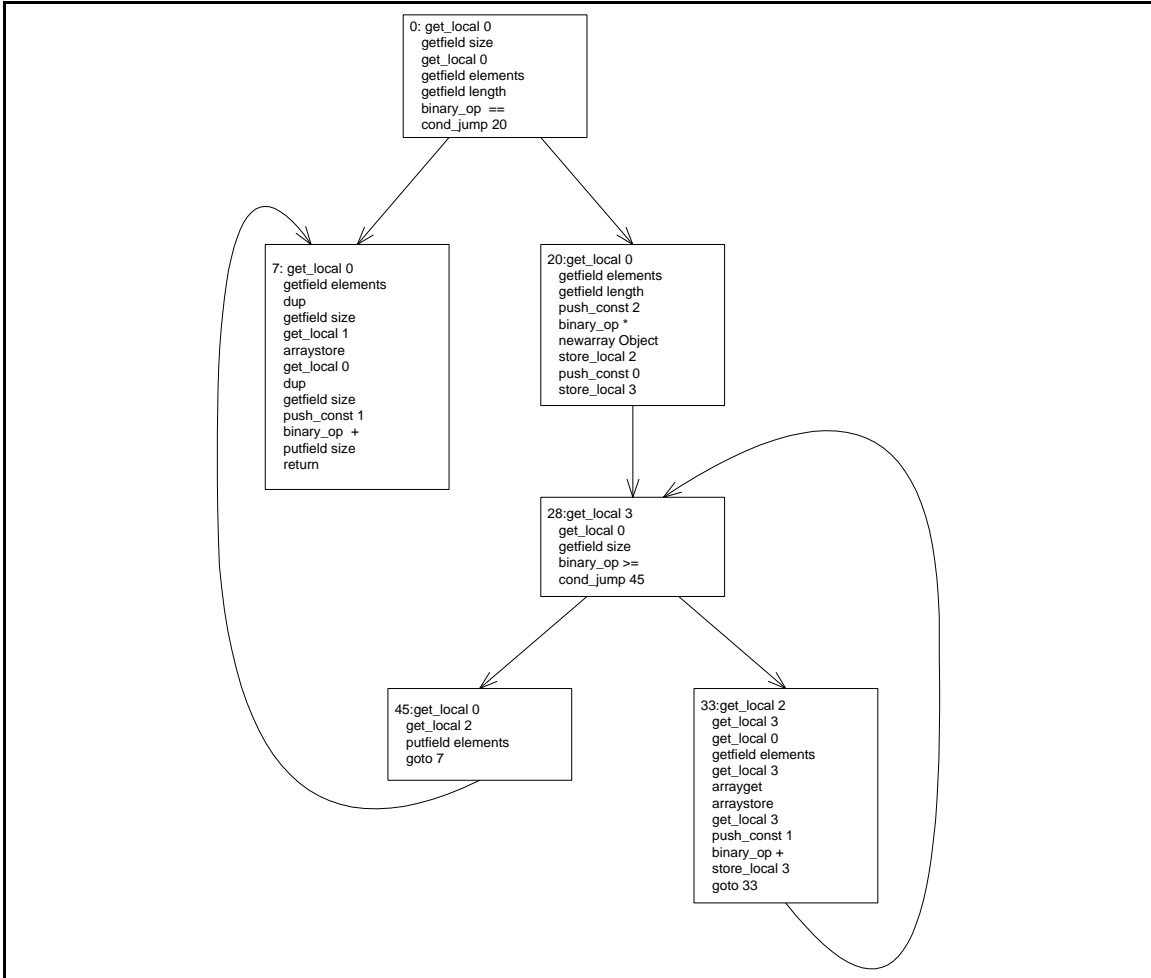 0: get_local 0
getfield size
get_local 0
getfield elements
getfield length
binary_op ==
cond_jump 20
7: get_local 0
getfield elements
dup
getfield size
get_local 1
arraystore
get_local 0
dup
getfield size
push_const 1
binary_op +
putfield size
return
20:get_local 0
getfield elements
getfield length
push_const 2
binary_op *
newarray Object
store_local 2
push_const 0
store_local 3
28:get_local 3
get_local 0
getfield size
binary_op >=
cond_jump 45
45:get_local 0
get_local 2
putfield elements
goto 7
33:get_local 2
get_local 3
get_local 0
getfield elements
get_local 3
arrayget
arraystore
get_local 3
push_const 1
binary_op +
store_local 3
goto 33